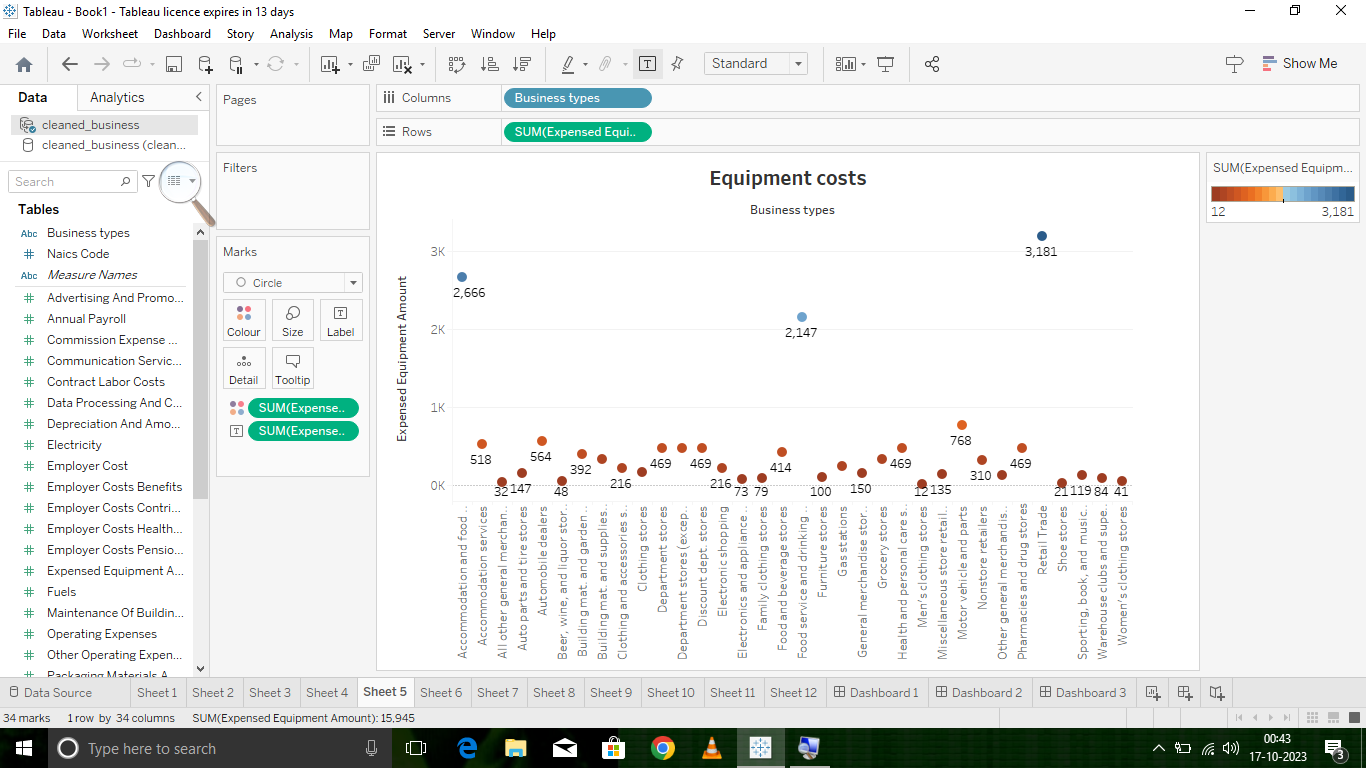 Tableau - Book1 - Tableau licence expires in 13 days
File Data Worksheet Dashboard Story Analysis Map Format Server Window Help
Standard
Show Me
Data Analytics
cleaned_business
cleaned_business (clean...
Search
Tables
Abc Business types
Naics Code
Abc Measure Names
Advertising And Promo...
Annual Payroll
Commission Expense ...
Communication Servic...
Contract Labor Costs
Data Processing And C...
Depreciation And Amo...
Electricity
Employer Cost
Employer Costs Benefits
Employer Costs Contri...
Employer Costs Health...
Employer Costs Pensio...
Expensed Equipment A...
Fuels
Maintenance Of Buildin...
Operating Expenses
Other Operating Expen...
Packaging Materials A...
Pages
Filters
Marks
Circle
Colour Size Label
Detail Tooltip
SUM(Expense..
SUM(Expense..
Columns Business types
Rows SUM(Expensed Equi..
Equipment costs
Business types
Expensed Equipment Amount
3K
2K
1K
0K
2,666
518
32
147
564
48
392
216
469
469
216
73
79
414
2,147
100
150
469
12
135
768
310
469
3,181
21
119
84
41
Accommodation and food ..
Accommodation services
All other general merchan..
Auto parts and tire stores
Automobile dealers
Beer, wine, and liquor stor..
Building mat. and garden ..
Building mat. and supplies..
Clothing and accessories s..
Clothing stores
Department stores
Department stores (excep..
Discount dept. stores
Electronic shopping
Electronics and appliance ..
Family clothing stores
Food and beverage stores
Food service and drinking ..
Furniture stores
Gas stations
General merchandise stor..
Grocery stores
Health and personal care s..
Men's clothing stores
Miscellaneous store retail..
Motor vehicle and parts
Nonstore retailers
Other general merchandis..
Pharmacies and drug stores
Retail Trade
Shoe stores
Sporting, book, and music..
Warehouse clubs and supe..
Women's clothing stores
SUM(Expensed Equipm...
12 3,181
Data Source Sheet 1 Sheet 2 Sheet 3 Sheet 4 Sheet 5 Sheet 6 Sheet 7 Sheet 8 Sheet 9 Sheet 10 Sheet 11 Sheet 12 Dashboard 1 Dashboard 2 Dashboard 3
34 marks 1 row by 34 columns SUM(Expensed Equipment Amount): 15,945
Type here to search
00:43
17-10-2023
3